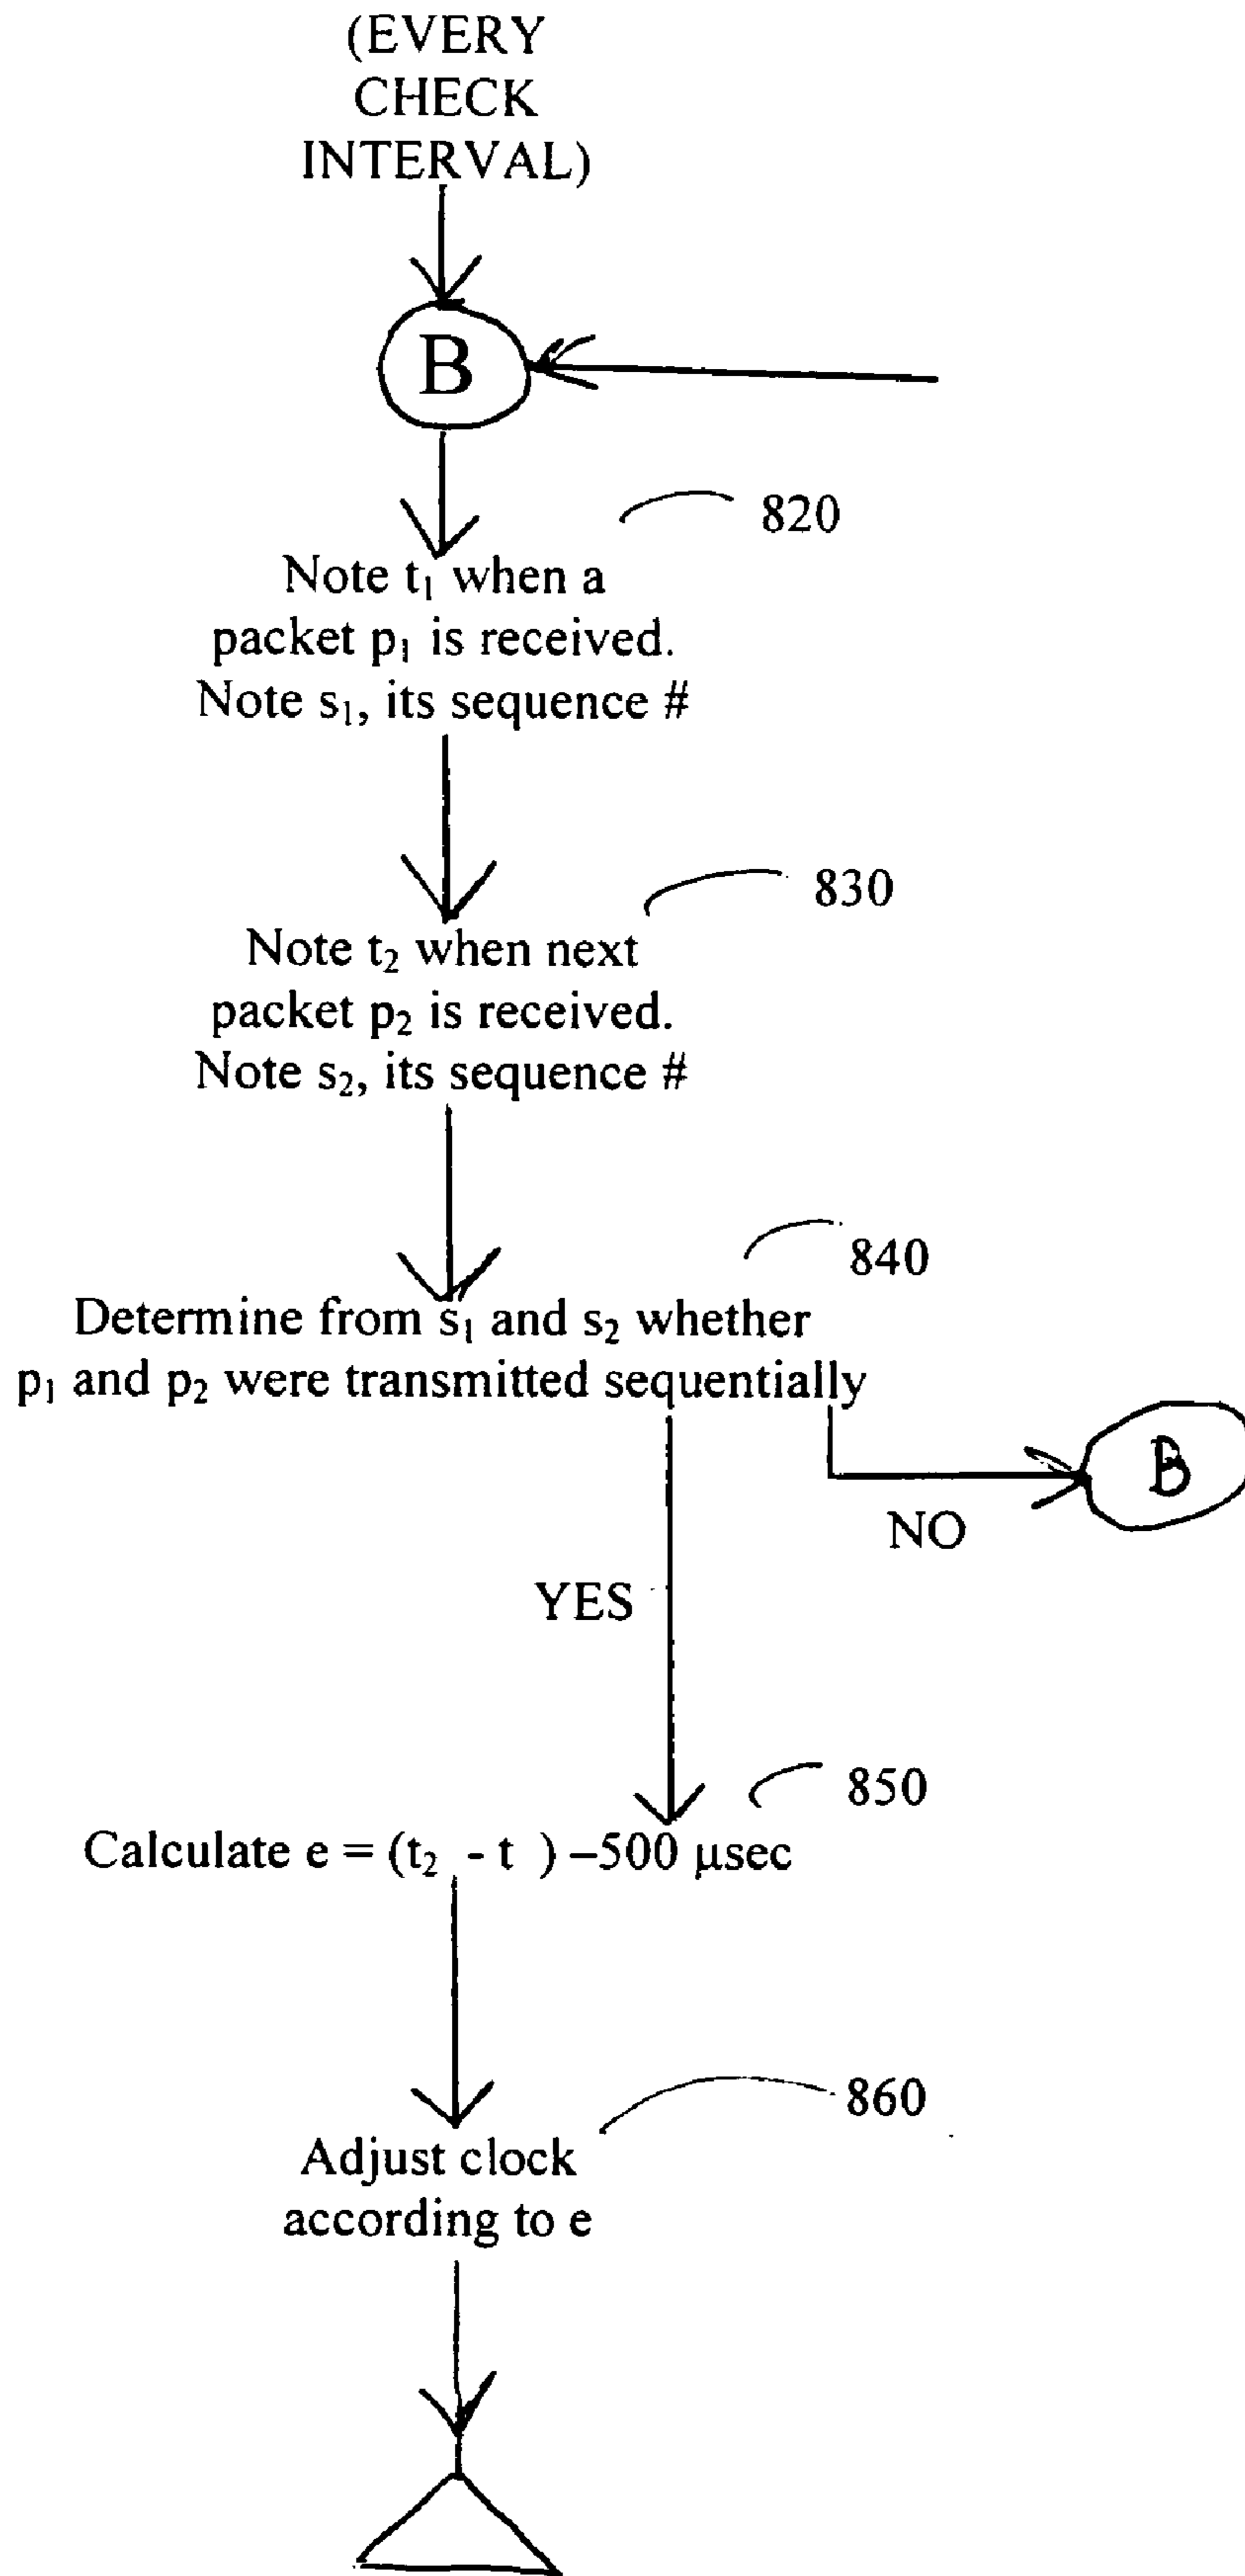 (EVERY
CHECK
INTERVAL)
B
820
Note t₁ when a
packet p₁ is received.
Note s₁, its sequence #
830
Note t₂ when next
packet p₂ is received.
Note s₂, its sequence #
840
Determine from s₁ and s₂ whether
p₁ and p₂ were transmitted sequentially
B
NO
YES
850
Calculate e = (t₂ - t ) –500 µsec
860
Adjust clock
according to e